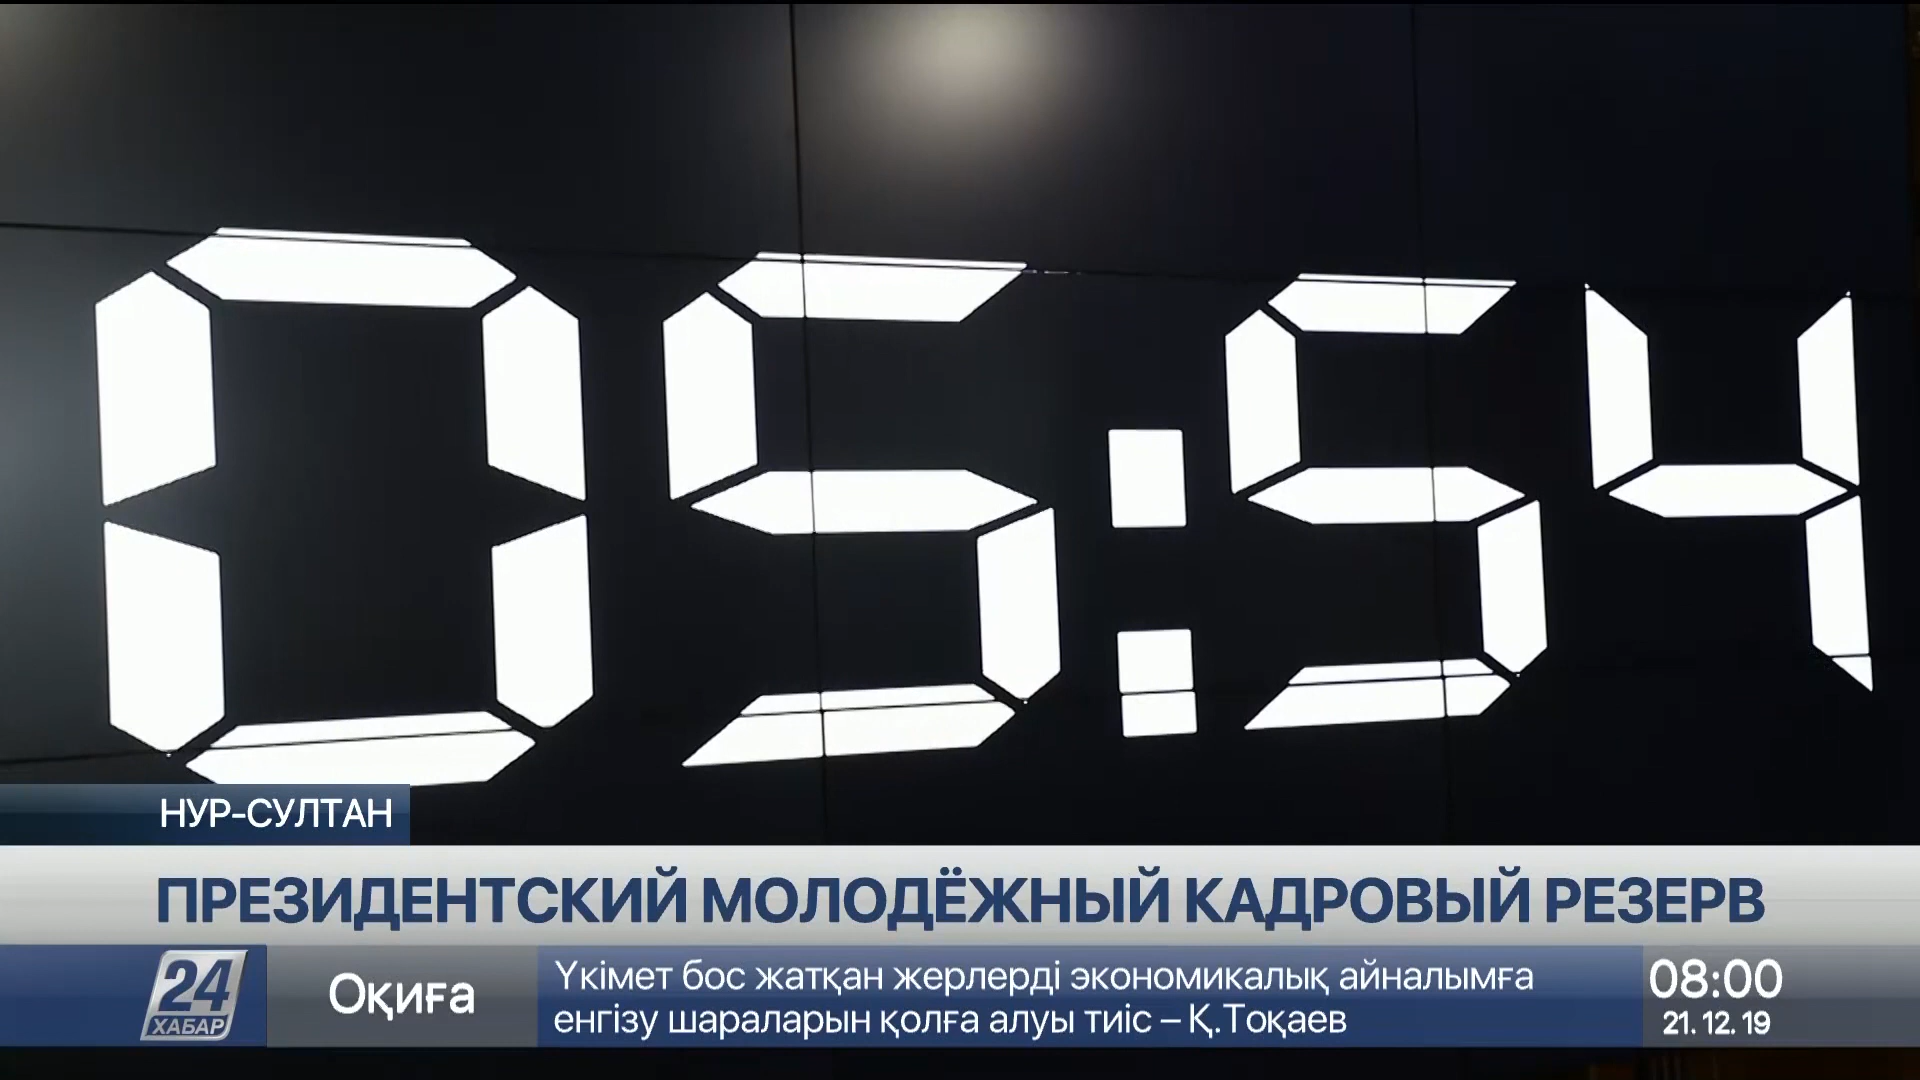 05:54
НУР-СУЛТАН
ПРЕЗИДЕНТСКИЙ МОЛОДЁЖНЫЙ КАДРОВЫЙ РЕЗЕРВ
24
ХАБАР
Оқиға
Үкімет бос жатқан жерлерді экономикалық айналымға
енгізу шараларын қолға алуы тиіс – Қ.Тоқаев
08:00
21.12.19